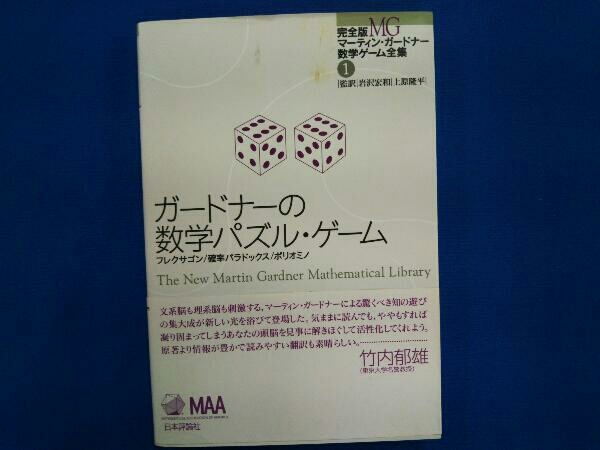 完全版 MG
マーティン・ガードナー
数学ゲーム全集
1
[監訳]岩沢宏和|上原隆平|
ガードナーの
数学パズル・ゲーム
フレクサゴン/確率パラドックス/ポリオミノ
The New Martin Gardner Mathematical Library
文系脳も理系脳も刺激する,マーティン・ガードナーによる驚くべき知の遊び
の集大成が新しい光を浴びて登場した。気ままに読んでも,ややもすれば
凝り固まってしまうあなたの頭脳を見事に解きほぐして活性化してくれよう。
原著より情報が豊かで読みやすい翻訳も素晴らしい。
竹内郁雄
(東京大学名誉教授)
MAA
MATHEMATICAL ASSOCIATION OF AMERICA
日本評論社